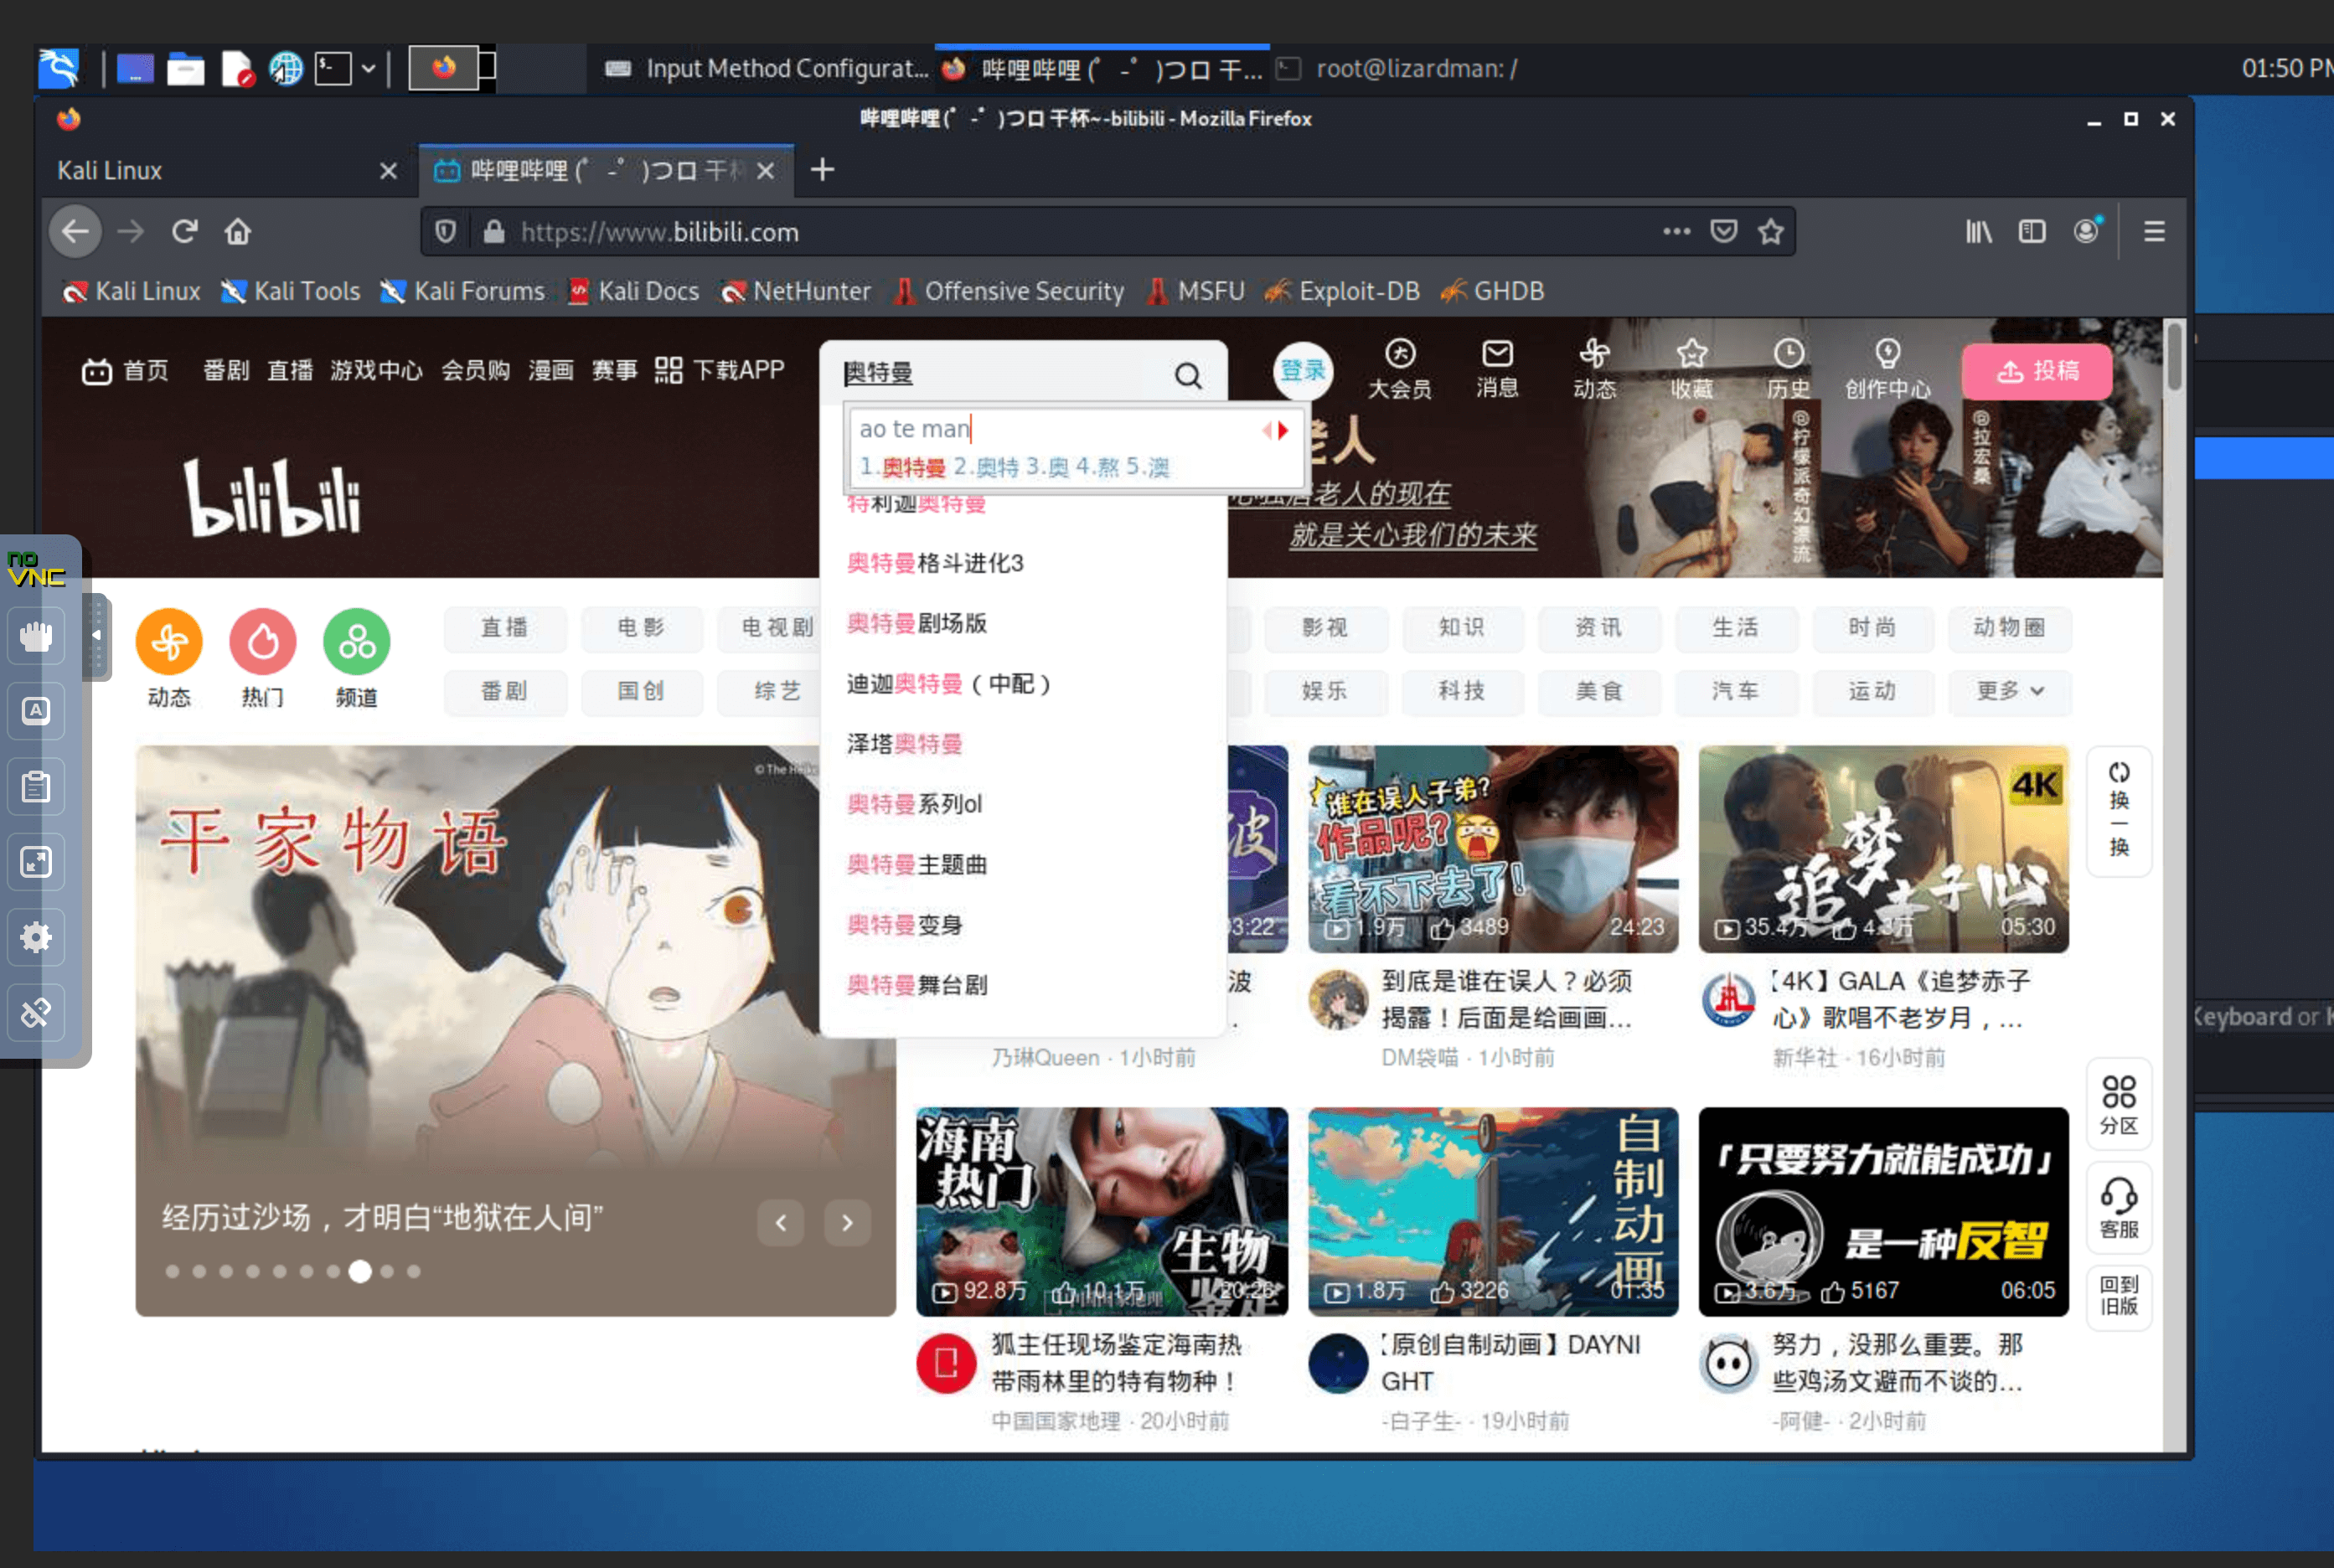 Input Method Configurat...
哔哩哔哩 (゜-゜)つロ 干...
root@lizardman: /
01:50 PM
哔哩哔哩 (゜-゜)つロ 干杯~-bilibili - Mozilla Firefox
Kali Linux
哔哩哔哩 (゜-゜)つロ 干杯
https://www.bilibili.com
Kali Linux
Kali Tools
Kali Forums
Kali Docs
NetHunter
Offensive Security
MSFU
Exploit-DB
GHDB
首页 番剧 直播 游戏中心 会员购 漫画 赛事 下载APP
奥特曼
登录
大会员
消息
动态
收藏
历史
创作中心
投稿
ao te man
1.奥特曼 2.奥特 3.奥 4.熬 5.澳
老人
老人的现在
就是关心我们的未来
@柠檬派奇幻漂流
@拉宏桑
bilibili
特利迦奥特曼
奥特曼格斗进化3
奥特曼剧场版
迪迦奥特曼（中配）
泽塔奥特曼
奥特曼系列ol
奥特曼主题曲
奥特曼变身
奥特曼舞台剧
no
VNC
动态
热门
频道
直播 电影 电视剧
影视 知识 资讯 生活 时尚 动物圈
番剧 国创 综艺
娱乐 科技 美食 汽车 运动 更多
© The Heike
平家物语
经历过沙场，才明白“地狱在人间”
波
03:22
波
.
乃琳Queen · 1小时前
谁在误人子弟?
作品呢?
看不下去了!
1.9万 3489 24:23
到底是谁在误人？必须
揭露！后面是给画画...
DM袋喵 · 1小时前
4K
追梦赤子心
35.4万 4.3万 05:30
【4K】GALA《追梦赤子
心》歌唱不老岁月，...
新华社 · 16小时前
换一换
海南
热门
生物
鉴定
中国国家地理
92.8万 10.1万 20:26
狐主任现场鉴定海南热
带雨林里的特有物种！
中国国家地理 · 20小时前
自制动画
1.8万 3226 01:35
【原创自制动画】DAYNI
GHT
-白子生- · 19小时前
「只要努力就能成功」
是一种反智
3.6万 5167 06:05
努力，没那么重要。那
些鸡汤文避而不谈的...
-阿健- · 2小时前
分区
客服
回到
旧版
Keyboard or